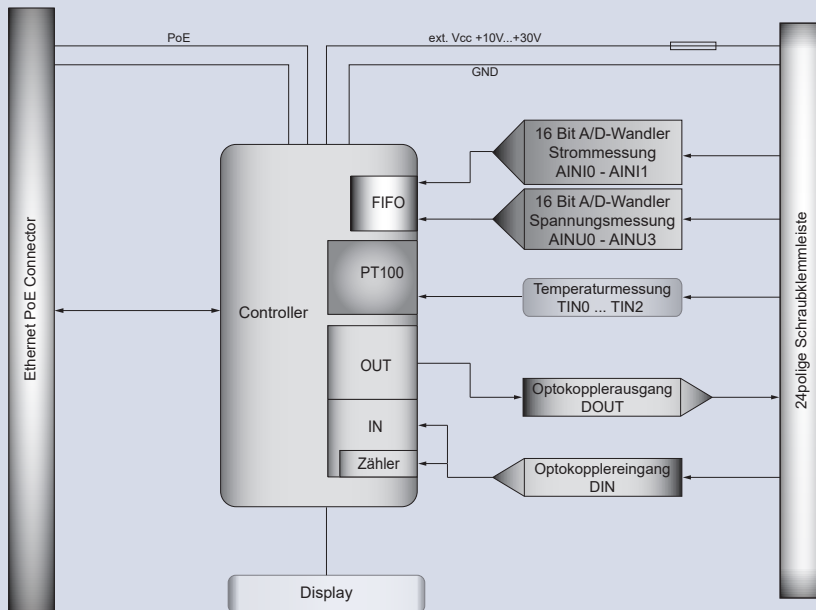 PoE
ext. Vcc +10V...+30V
GND
16 Bit A/D-Wandler
Strommessung
AINI0 - AINI1
16 Bit A/D-Wandler
Spannungsmessung
AINU0 - AINU3
FIFO
PT100
Temperaturmessung
TIN0 ... TIN2
Controller
Ethernet PoE Connector
24polige Schraubklemmleiste
OUT
Optokopplerausgang
DOUT
IN
Zähler
Optokopplereingang
DIN
Display